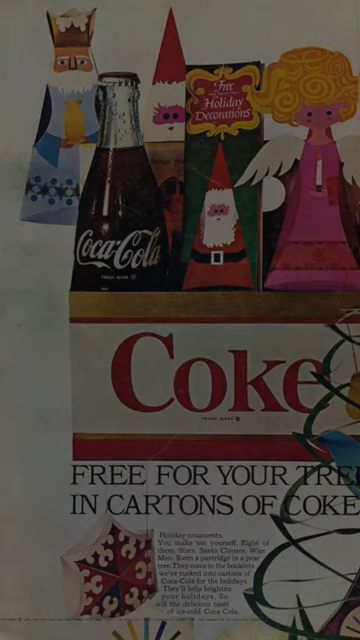 Free
Holiday
Decorations
Coca-Cola
TRADE-MARK ®
Coke
TRADE-MARK ®
FREE FOR YOUR TREE
IN CARTONS OF COKE
Holiday ornaments.
You make 'em yourself. Right of
them. Stars. Santa Clauses. Wise
Men. Even a partridge in a pear
tree. They come in the booklets
we've tucked into cartons of
Coca-Cola for the holidays.
They'll help brighten
your holidays. So
will the delicious taste
of ice-cold Coca-Cola.